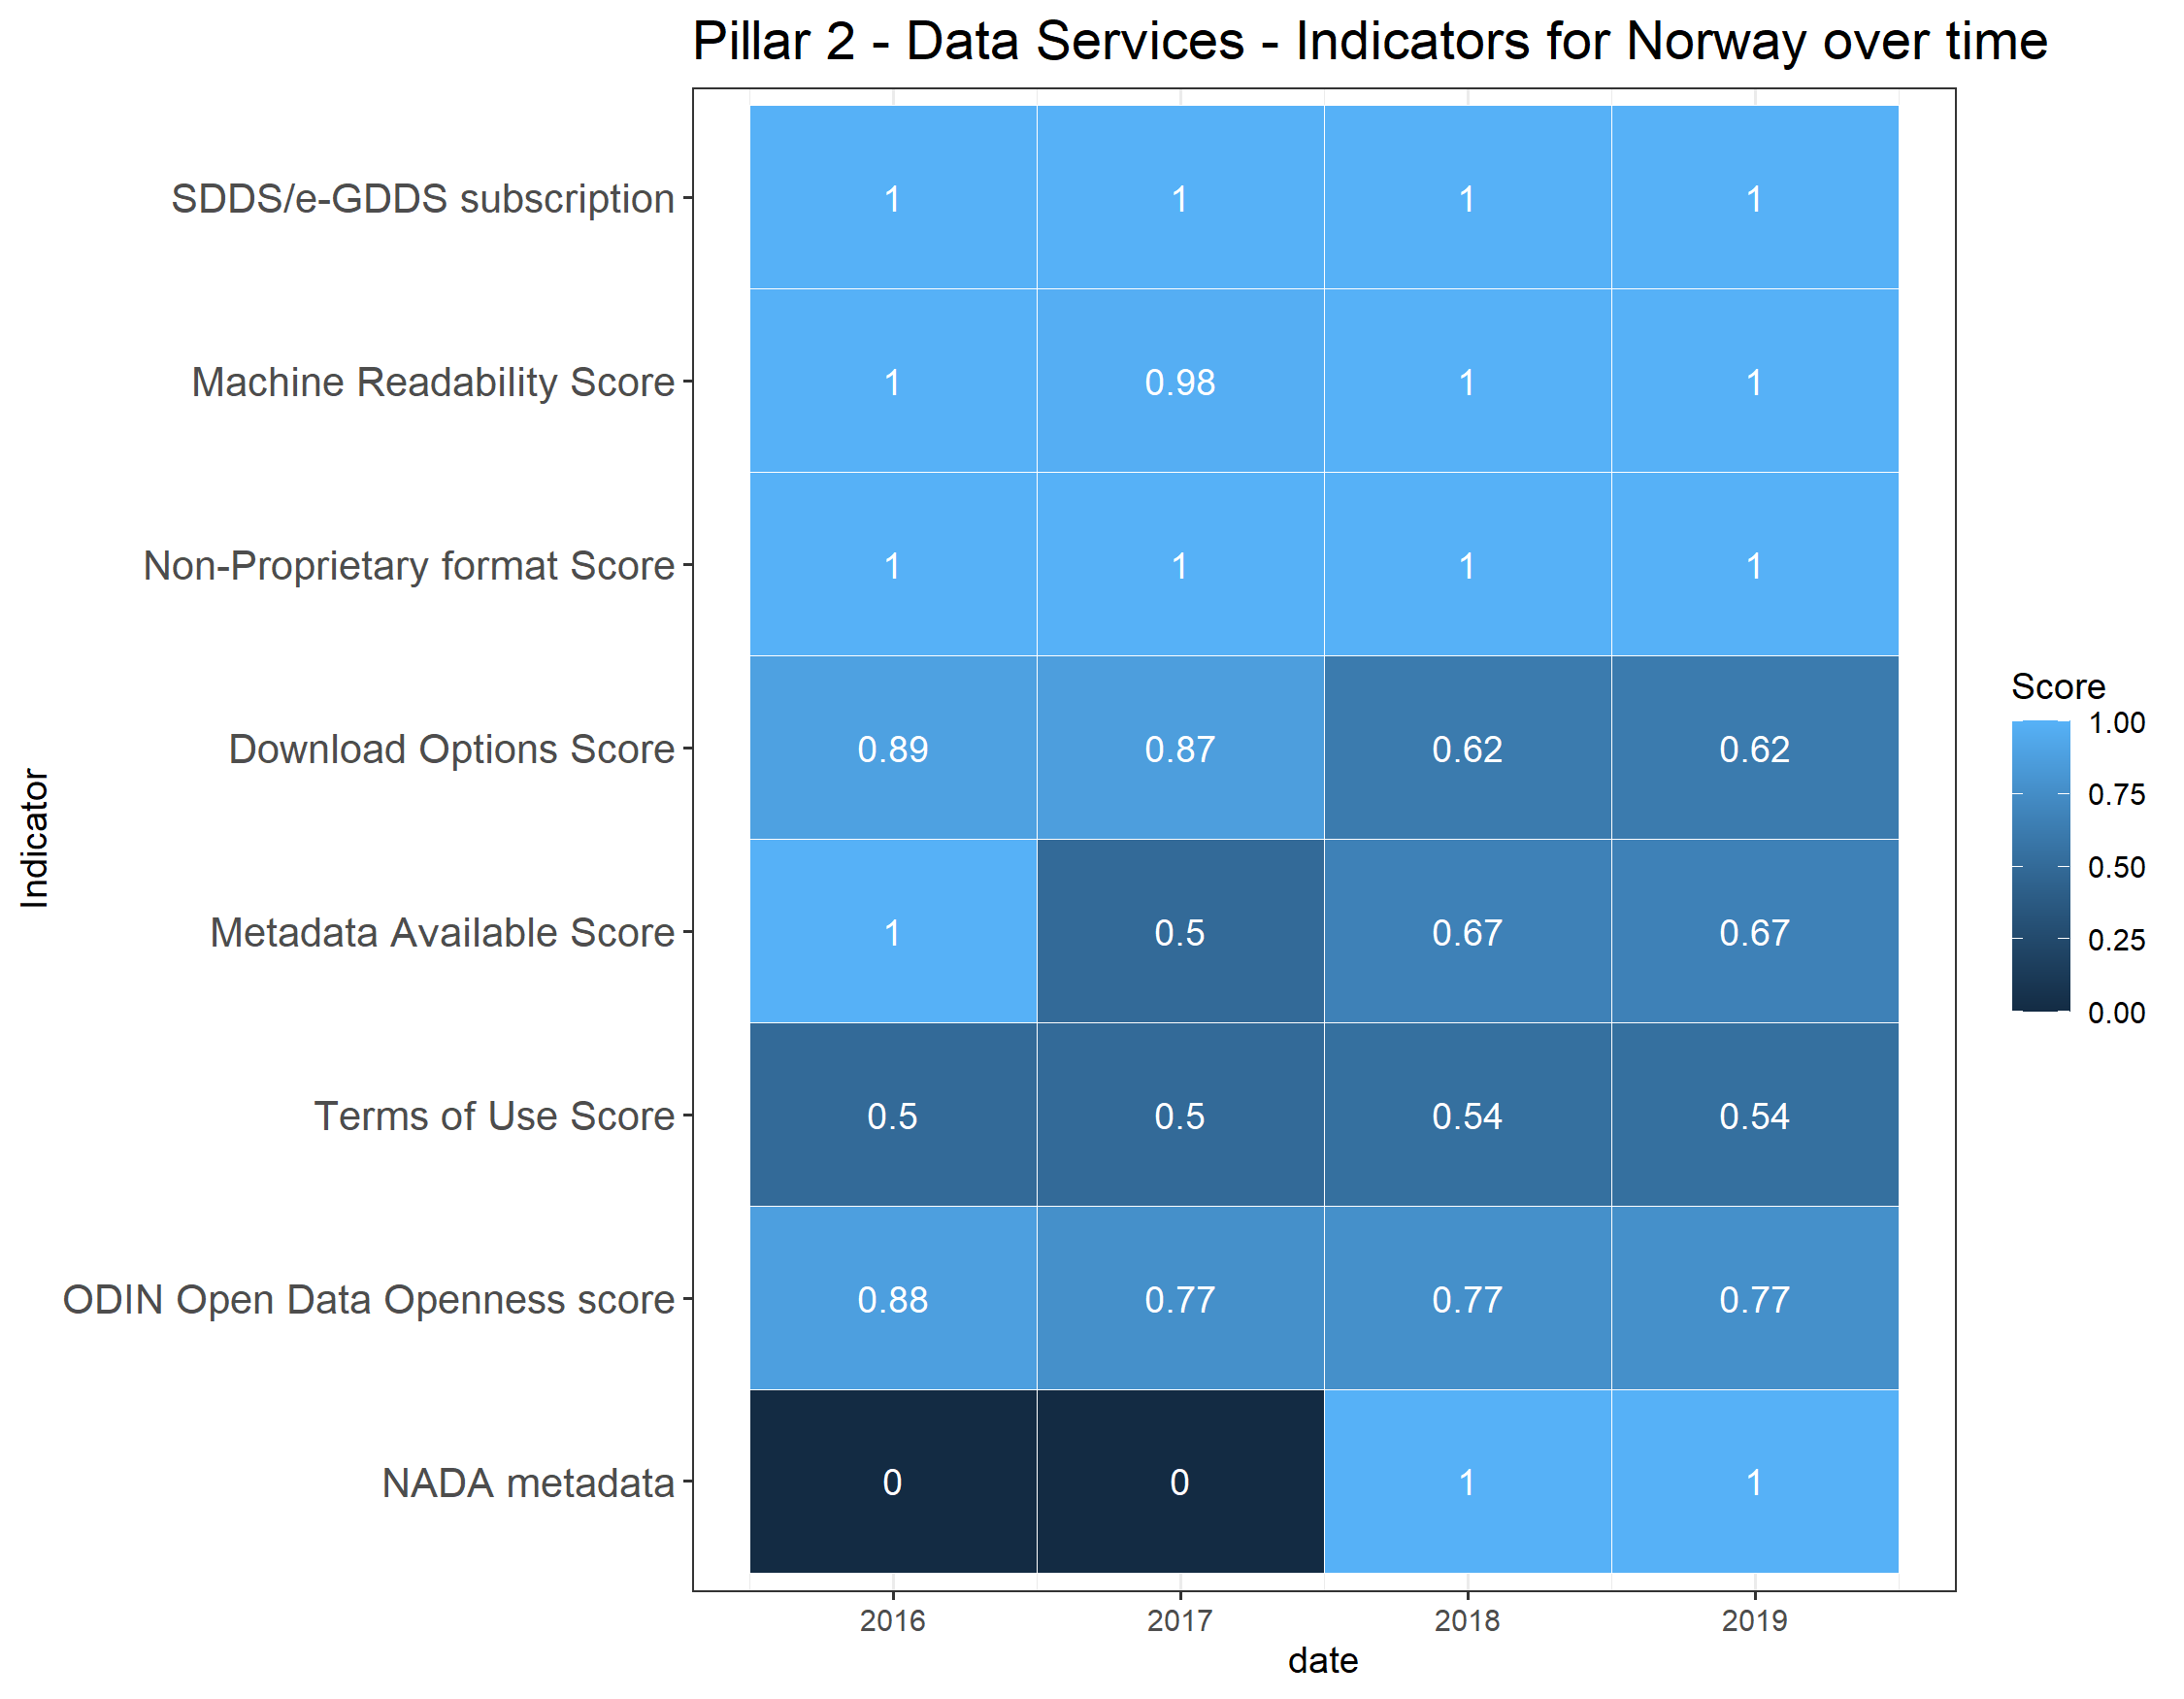 Pillar 2 - Data Services - Indicators for Norway over time
Indicator
SDDS/e-GDDS subscription 1 1 1 1
Machine Readability Score 1 0.98 1 1
Non-Proprietary format Score 1 1 1 1
Download Options Score 0.89 0.87 0.62 0.62
Metadata Available Score 1 0.5 0.67 0.67
Terms of Use Score 0.5 0.5 0.54 0.54
ODIN Open Data Openness score 0.88 0.77 0.77 0.77
NADA metadata 0 0 1 1
2016 2017 2018 2019
date
Score
1.00
0.75
0.50
0.25
0.00